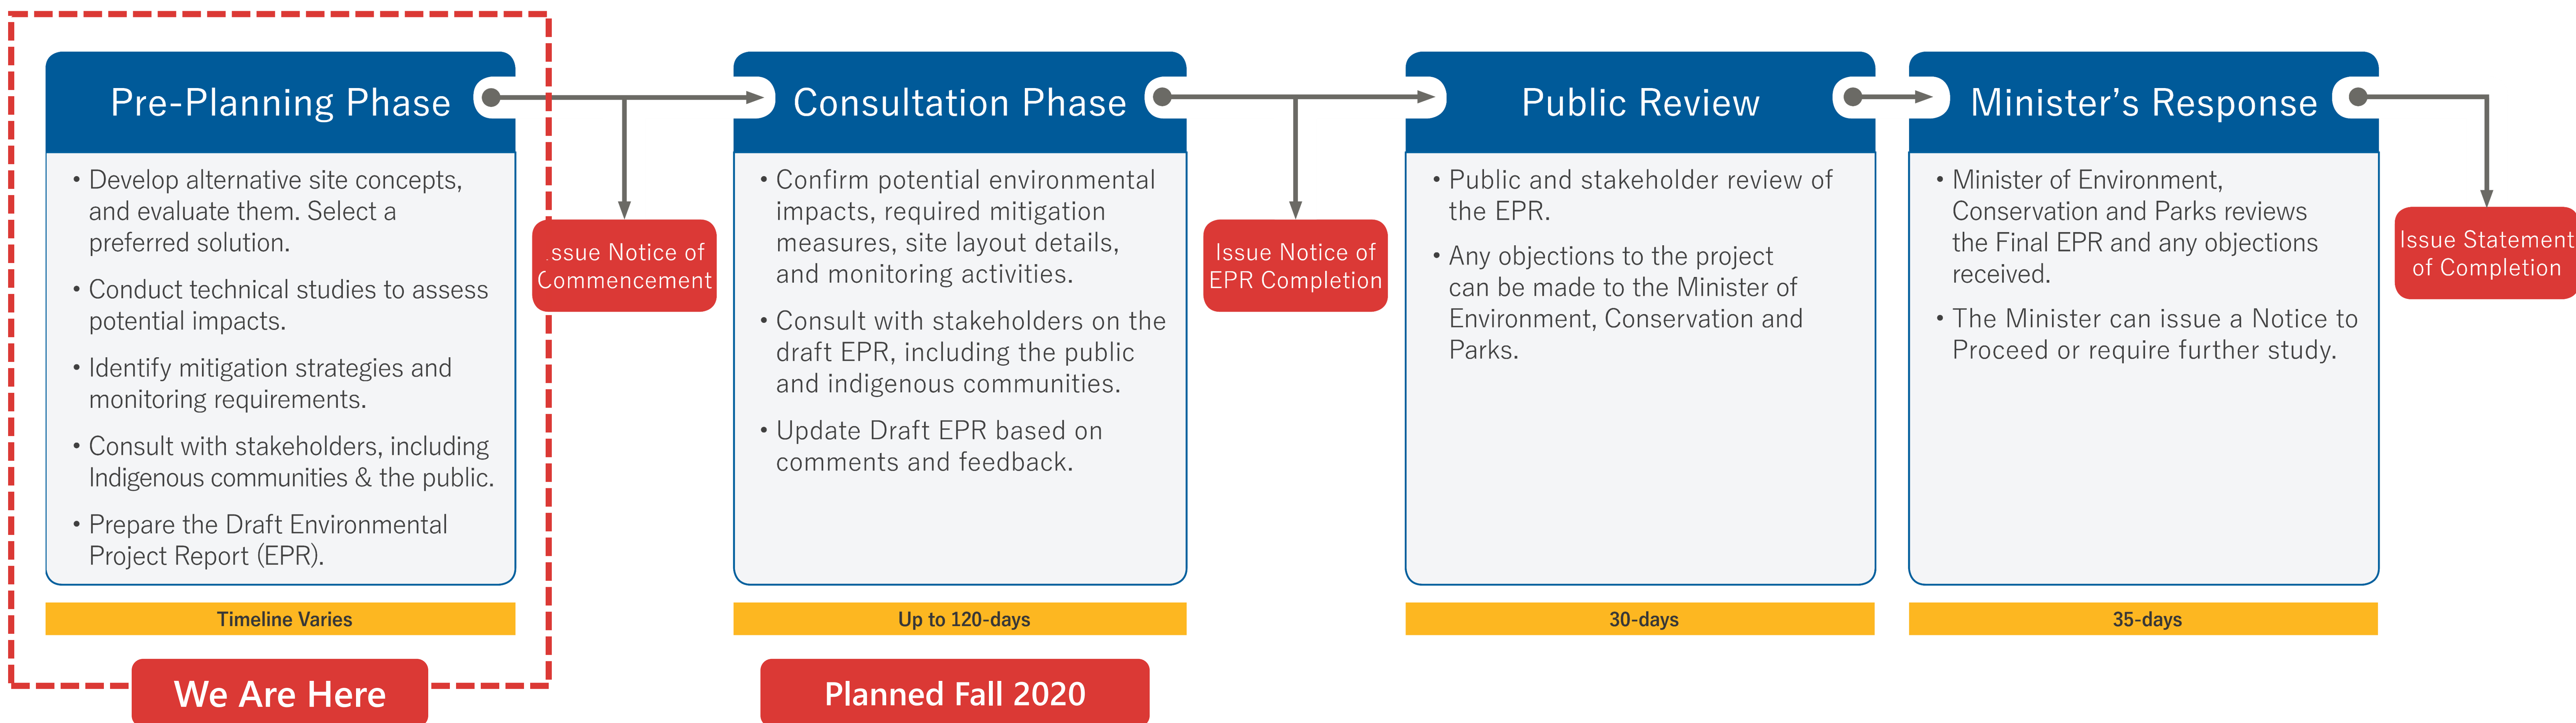 Pre-Planning Phase
• Develop alternative site concepts,
and evaluate them. Select a
preferred solution.
• Conduct technical studies to assess
potential impacts.
• Identify mitigation strategies and
monitoring requirements.
• Consult with stakeholders, including
Indigenous communities & the public.
• Prepare the Draft Environmental
Project Report (EPR).
Timeline Varies
We Are Here
Issue Notice of
Commencement
Consultation Phase
• Confirm potential environmental
impacts, required mitigation
measures, site layout details,
and monitoring activities.
• Consult with stakeholders on the
draft EPR, including the public
and indigenous communities.
• Update Draft EPR based on
comments and feedback.
Up to 120-days
Planned Fall 2020
Issue Notice of
EPR Completion
Public Review
• Public and stakeholder review of
the EPR.
• Any objections to the project
can be made to the Minister of
Environment, Conservation and
Parks.
30-days
Minister’s Response
• Minister of Environment,
Conservation and Parks reviews
the Final EPR and any objections
received.
• The Minister can issue a Notice to
Proceed or require further study.
35-days
Issue Statement
of Completion